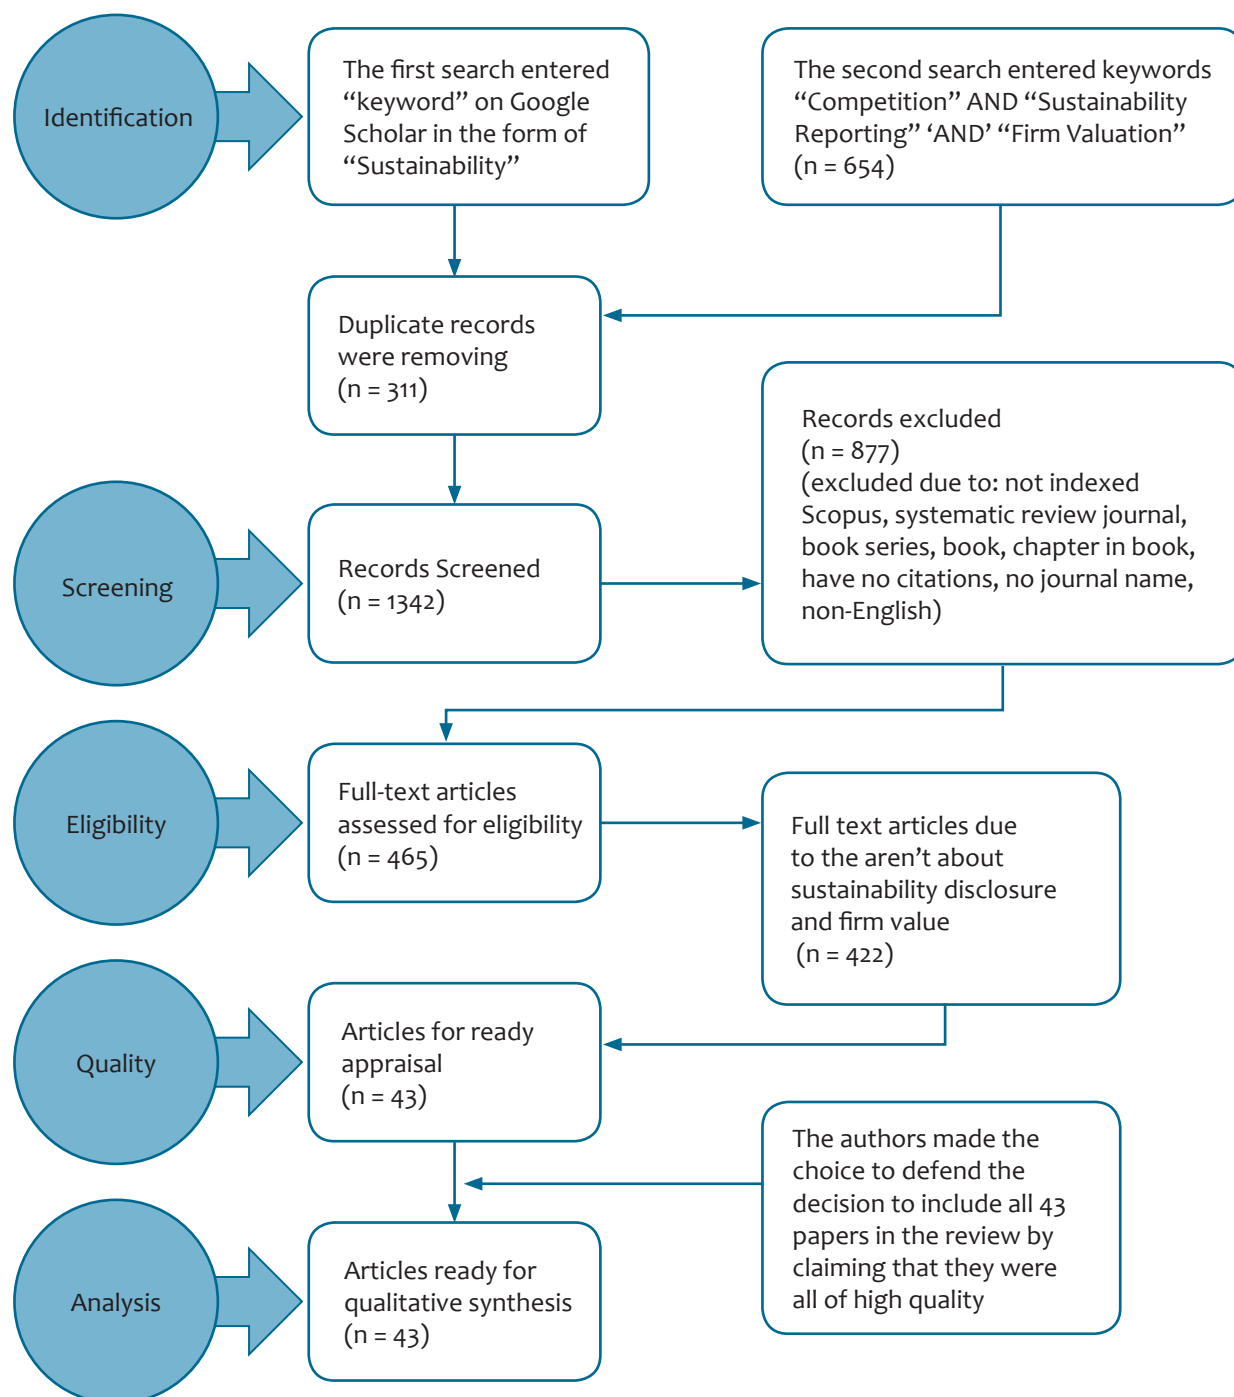 Identification
The first search entered
“keyword” on Google
Scholar in the form of
“Sustainability”
The second search entered keywords
“Competition” AND “Sustainability
Reporting” ‘AND’ “Firm Valuation”
(n = 654)
Duplicate records
were removing
(n = 311)
Records excluded
(n = 877)
(excluded due to: not indexed
Scopus, systematic review journal,
book series, book, chapter in book,
have no citations, no journal name,
non-English)
Screening
Records Screened
(n = 1342)
Eligibility
Full-text articles
assessed for eligibility
(n = 465)
Full text articles due
to the aren’t about
sustainability disclosure
and firm value
(n = 422)
Quality
Articles for ready
appraisal
(n = 43)
The authors made the
choice to defend the
decision to include all 43
papers in the review by
claiming that they were
all of high quality
Analysis
Articles ready for
qualitative synthesis
(n = 43)